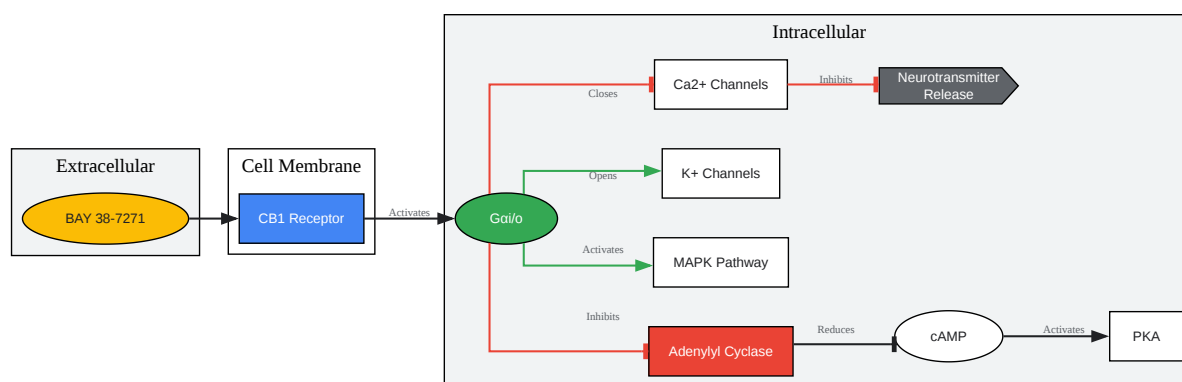 Intracellular
Ca2+ Channels
Inhibits
Neurotransmitter
Release
Closes
Extracellular
BAY 38-7271
Cell Membrane
CB1 Receptor
Activates
Gαi/o
Opens
K+ Channels
Activates
MAPK Pathway
Inhibits
Adenylyl Cyclase
Reduces
cAMP
Activates
PKA